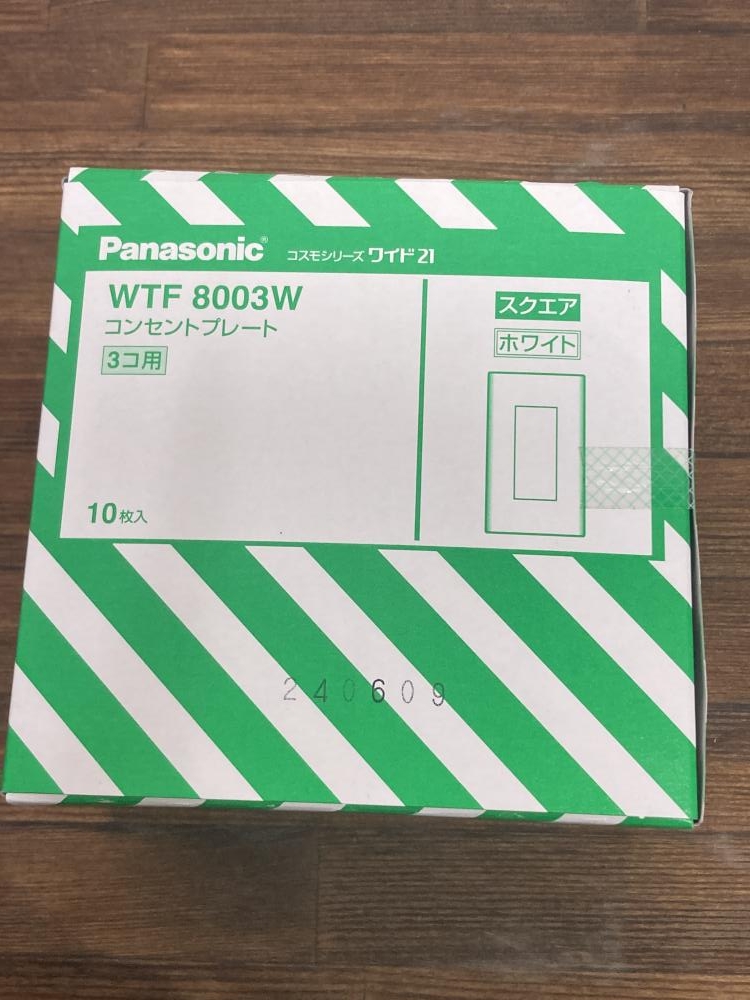 Panasonic® コスモシリーズ ワイド21
WTF 8003W
コンセントプレート
3コ用
10枚入
スクエア
ホワイト
240609